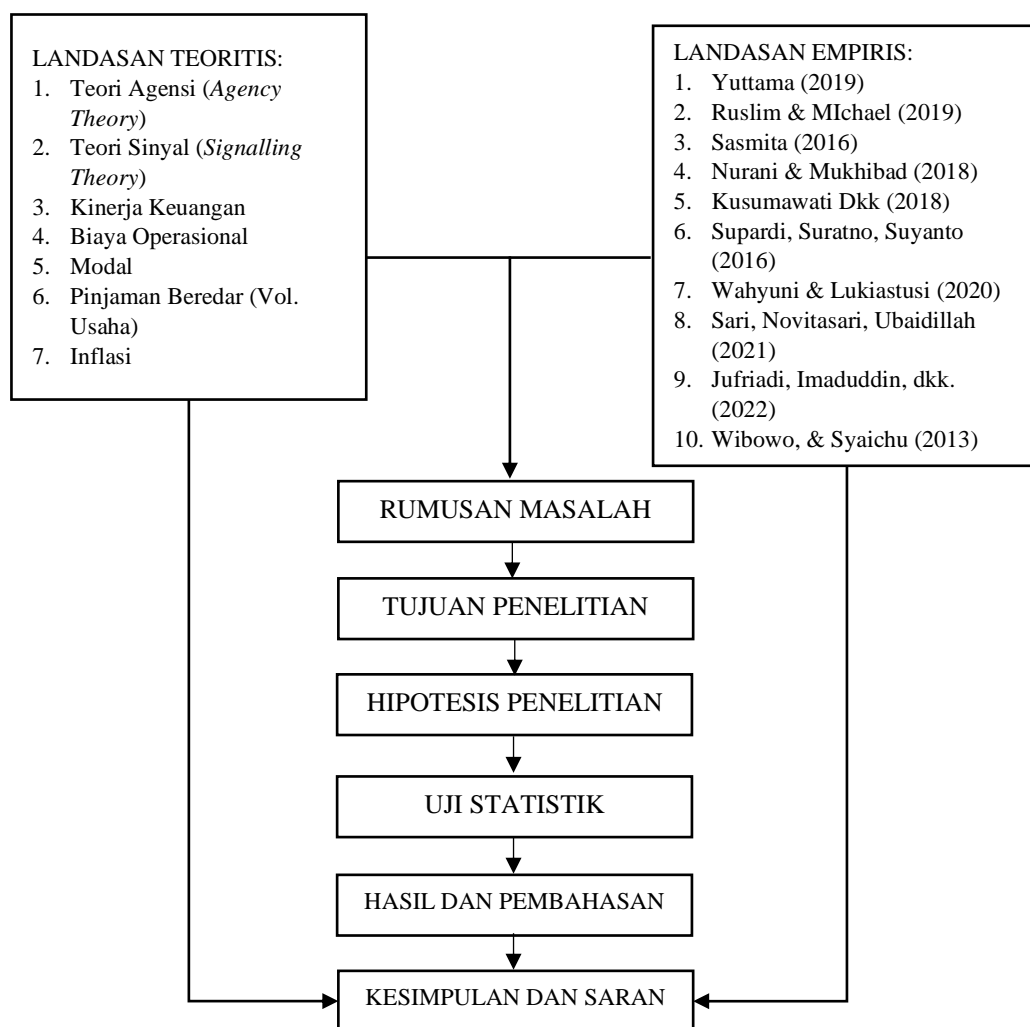 LANDASAN TEORITIS:
1. Teori Agensi (Agency
Theory)
2. Teori Sinyal (Signalling
Theory)
3. Kinerja Keuangan
4. Biaya Operasional
5. Modal
6. Pinjaman Beredar (Vol.
Usaha)
7. Inflasi
LANDASAN EMPIRIS:
1. Yuttama (2019)
2. Ruslim & MIchael (2019)
3. Sasmita (2016)
4. Nurani & Mukhibad (2018)
5. Kusumawati Dkk (2018)
6. Supardi, Suratno, Suyanto
(2016)
7. Wahyuni & Lukiastusi (2020)
8. Sari, Novitasari, Ubaidillah
(2021)
9. Jufriadi, Imaduddin, dkk.
(2022)
10. Wibowo, & Syaichu (2013)
RUMUSAN MASALAH
TUJUAN PENELITIAN
HIPOTESIS PENELITIAN
UJI STATISTIK
HASIL DAN PEMBAHASAN
KESIMPULAN DAN SARAN